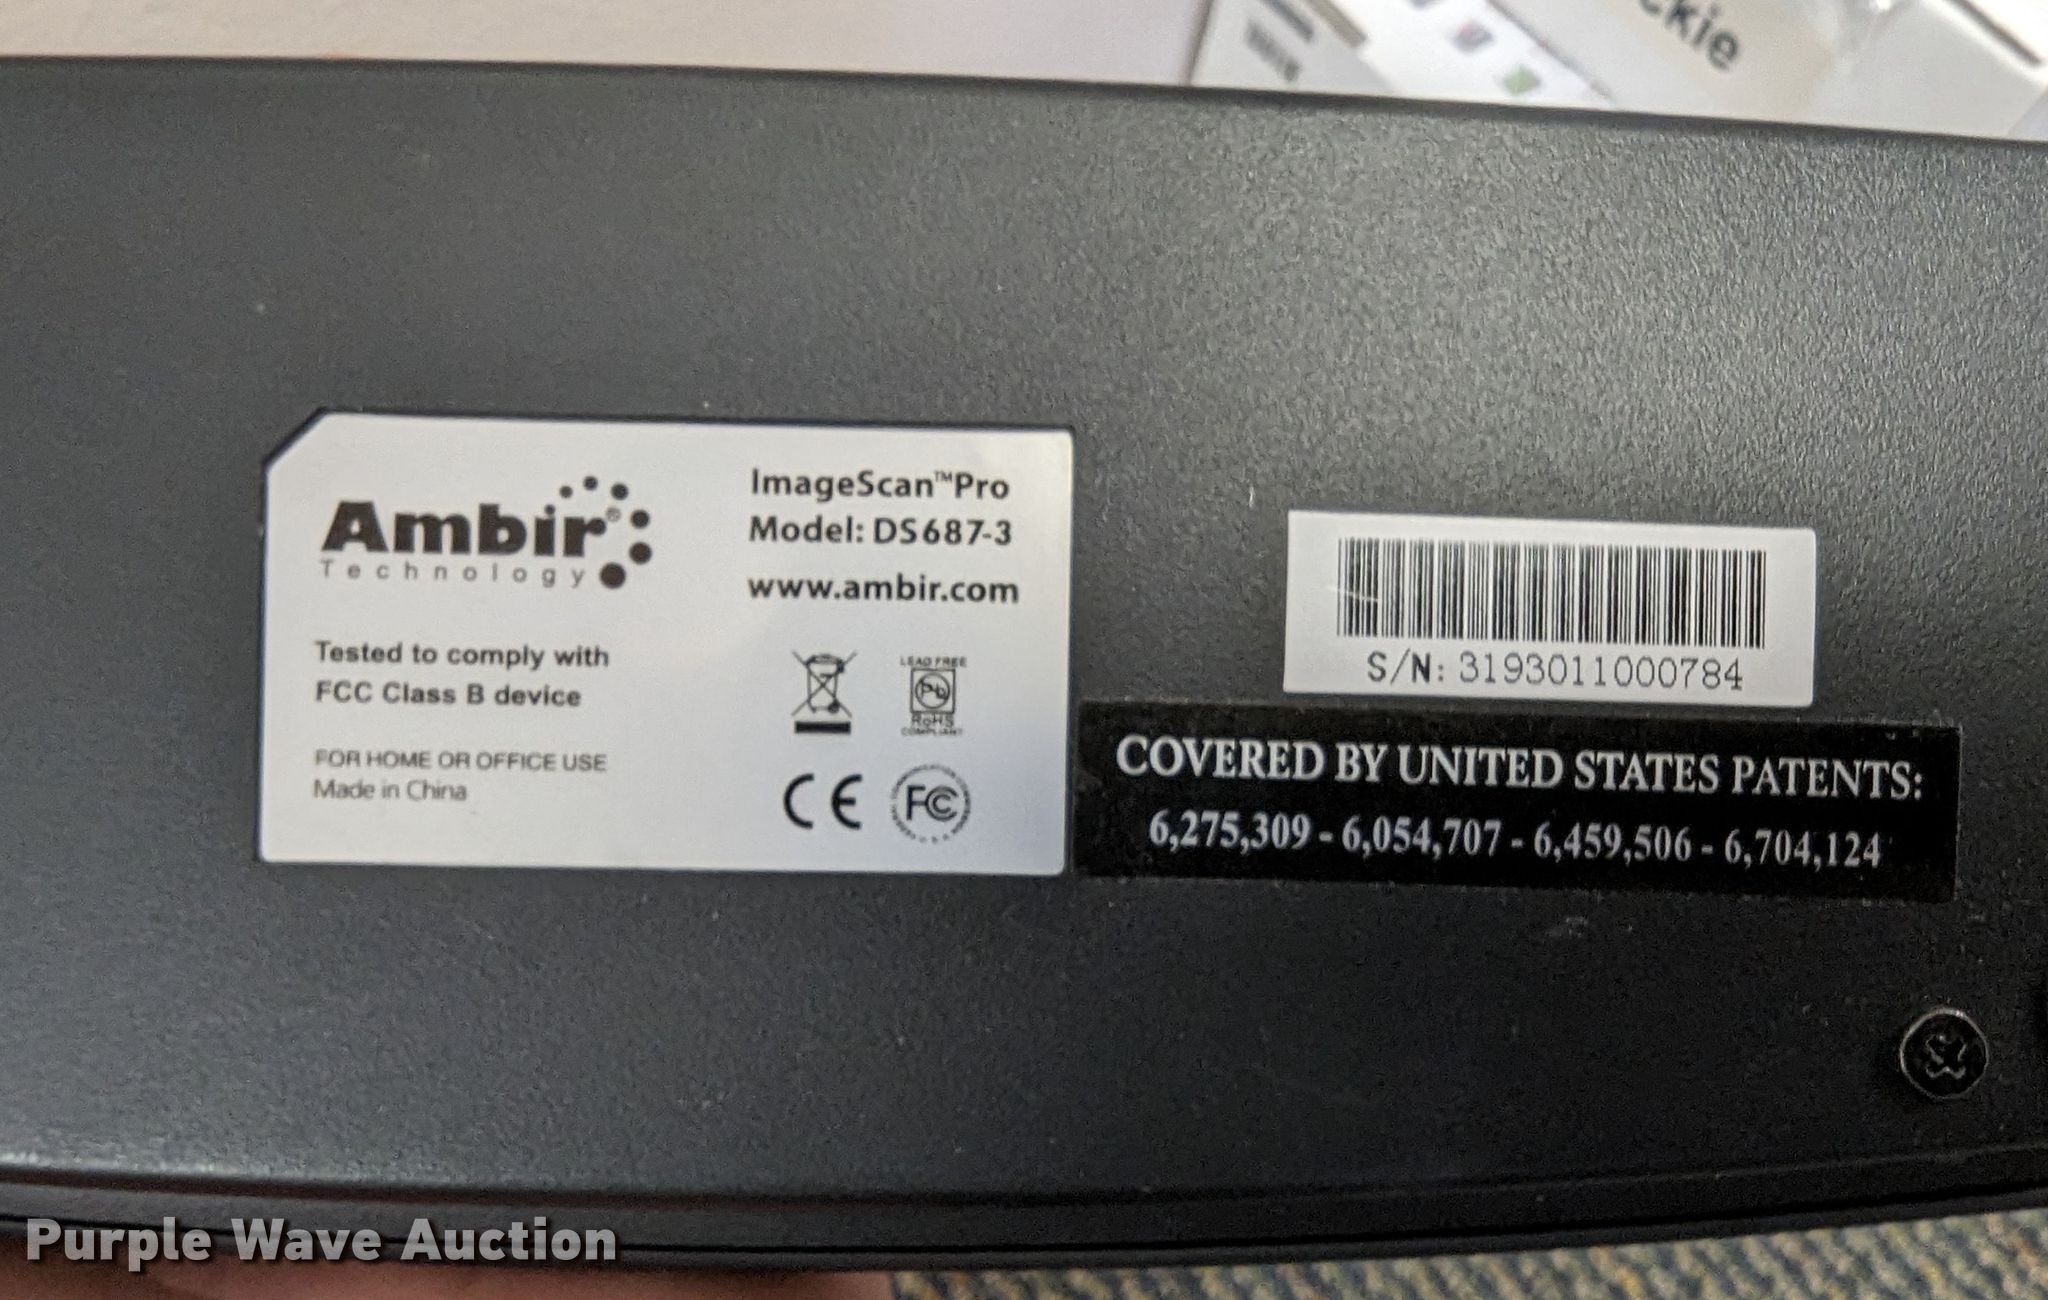 ckie
Ambir®
Technology
ImageScan™Pro
Model: DS687-3
www.ambir.com
Tested to comply with
FCC Class B device
FOR HOME OR OFFICE USE
Made in China
LEAD FREE
Pb
RoHS
COMPLIANT
CE
FC
S/N: 3193011000784
COVERED BY UNITED STATES PATENTS:
6,275,309 - 6,054,707 - 6,459,506 - 6,704,124
Purple Wave Auction